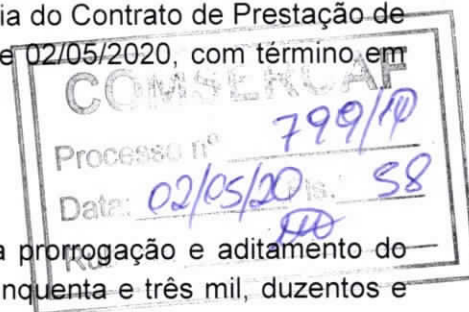 ia do Contrato de Prestação de
e 02/05/2020, com término em
COMSERCAF
Processo nº 799/19
Data: 02/05/20 Fls.: 58
a prorrogação e aditamento do
nquenta e três mil, duzentos e